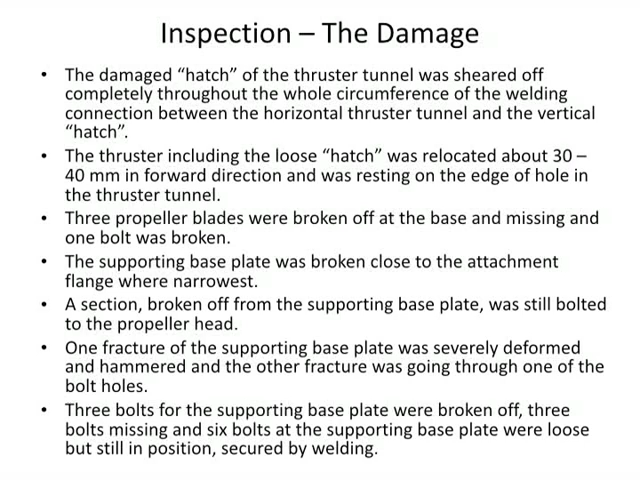 Inspection – The Damage
• The damaged “hatch” of the thruster tunnel was sheared off
completely throughout the whole circumference of the welding
connection between the horizontal thruster tunnel and the vertical
“hatch”.
• The thruster including the loose “hatch” was relocated about 30 –
40 mm in forward direction and was resting on the edge of hole in
the thruster tunnel.
• Three propeller blades were broken off at the base and missing and
one bolt was broken.
• The supporting base plate was broken close to the attachment
flange where narrowest.
• A section, broken off from the supporting base plate, was still bolted
to the propeller head.
• One fracture of the supporting base plate was severely deformed
and hammered and the other fracture was going through one of the
bolt holes.
• Three bolts for the supporting base plate were broken off, three
bolts missing and six bolts at the supporting base plate were loose
but still in position, secured by welding.